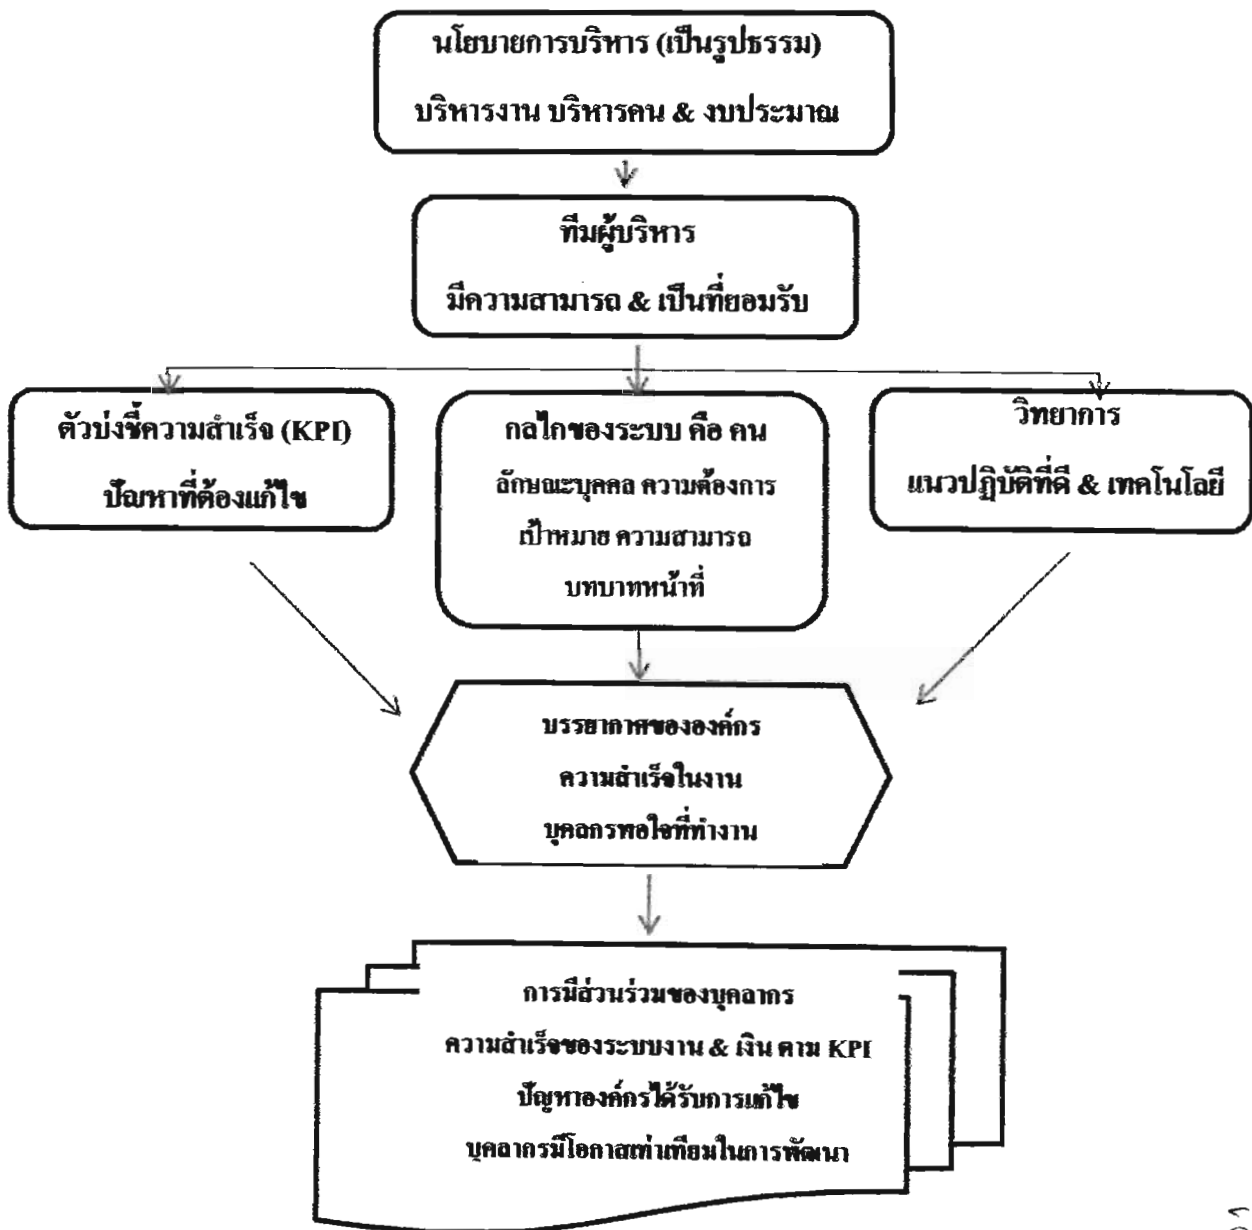 นโยบายการบริหาร (เป็นรูปธรรม)
บริหารงาน บริหารคน & งบประมาณ
ทีมผู้บริหาร
มีความสามารถ & เป็นที่ยอมรับ
ตัวบ่งชี้ความสำเร็จ (KPI)
ปัญหาที่ต้องแก้ไข
กลไกของระบบ คือ คน
ลักษณะบุคคล ความต้องการ
เป้าหมาย ความสามารถ
บทบาทหน้าที่
วิทยาการ
แนวปฏิบัติที่ดี & เทคโนโลยี
บรรยากาศขององค์กร
ความสำเร็จในงาน
บุคลากรพอใจที่ทำงาน
การมีส่วนร่วมของบุคลากร
ความสำเร็จของระบบงาน & เงิน ตาม KPI
ปัญหาองค์กรได้รับการแก้ไข
บุคลากรมีโอกาสเท่าเทียมในการพัฒนา